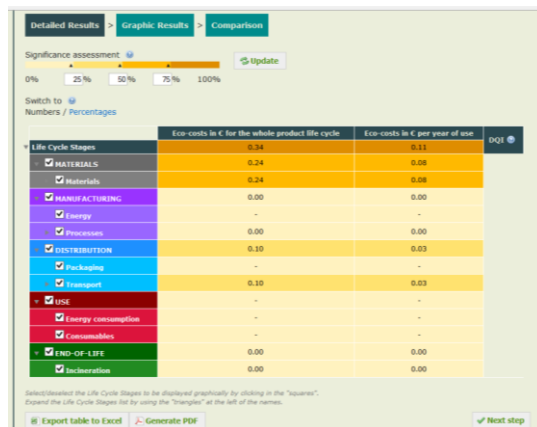 Detailed Results > Graphic Results > Comparison
Significance assessment
Update
0% 25 % 50 % 75 % 100%
Switch to
Numbers / Percentages
Eco-costs in € for the whole product life cycle Eco-costs in € per year of use DQI
Life Cycle Stages 0.34 0.11
MATERIALS 0.24 0.08
Materials 0.24 0.08
MANUFACTURING 0.00 0.00
Energy - -
Processes 0.00 0.00
DISTRIBUTION 0.10 0.03
Packaging - -
Transport 0.10 0.03
USE - -
Energy consumption - -
Consumables - -
END-OF-LIFE 0.00 0.00
Incineration 0.00 0.00
Select/deselect the Life Cycle Stages to be displayed graphically by clicking in the "squares".
Expand the Life Cycle Stages list by using the "triangles" at the left of the names.
Export table to Excel Generate PDF Next step